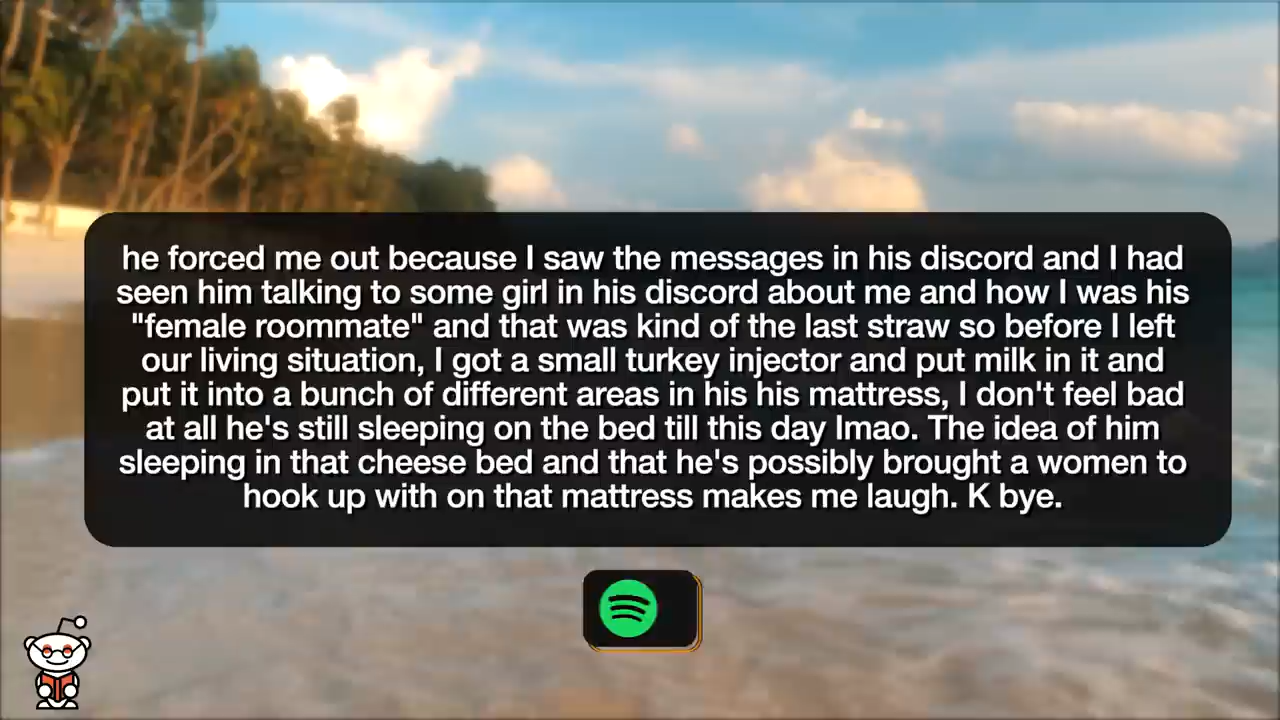 he forced me out because I saw the messages in his discord and I had
seen him talking to some girl in his discord about me and how I was his
"female roommate" and that was kind of the last straw so before I left
our living situation, I got a small turkey injector and put milk in it and
put it into a bunch of different areas in his his mattress, I don't feel bad
at all he's still sleeping on the bed till this day lmao. The idea of him
sleeping in that cheese bed and that he's possibly brought a women to
hook up with on that mattress makes me laugh. K bye.